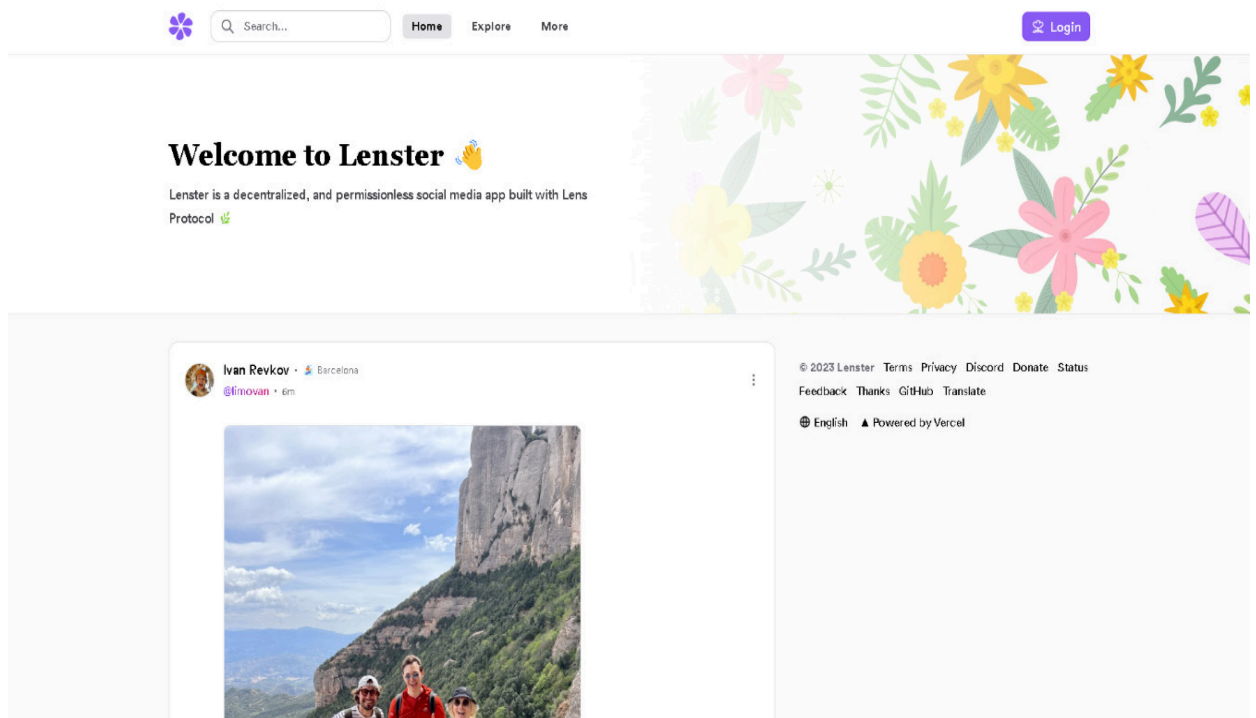 Search...
Home
Explore
More
Login
Welcome to Lenster 👋
Lenster is a decentralized, and permissionless social media app built with Lens
Protocol 🌿
Ivan Revkov · Barcelona
@limovan · 6m
© 2023 Lenster Terms Privacy Discord Donate Status
Feedback Thanks GitHub Translate
English ▲ Powered by Vercel